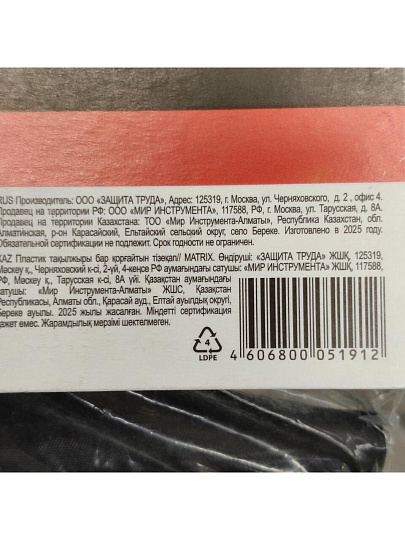 RUS Производитель: ООО «ЗАЩИТА ТРУДА», Адрес: 125319, г. Москва, ул. Черняховского, д. 2 , офис 4.
Продавец на территории РФ: ООО «МИР ИНСТРУМЕНТА», 117588, РФ, г. Москва, ул. Тарусская, д. 8А.
Продавец на территории Казахстана: ТОО «Мир Инструмента-Алматы», Республика Казахстан, обл.
Алматинская, р-он Карасайский, Ельтайский сельский округ, село Береке. Изготовлено в 2025 году.
Обязательной сертификации не подлежит. Срок годности не ограничен.
KAZ Пластик тақылжыры бар қорғайтын тізеқап// MATRIX. Өндіруші: «ЗАЩИТА ТРУДА» ЖШҚ, 125319,
Мәскеу қ., Черняховский к-сі, 2-үй, 4-кеңсе РФ аумағындағы сатушы: «МИР ИНСТРУМЕНТА» ЖШҚ, 117588,
РФ, Мәскеу қ., Тарусская к-сі, 8А үй. Қазақстан аумағындағы
сатушы: «Мир Инструмента-Алматы» ЖШС, Қазақстан
Республикасы, Алматы обл., Қарасай ауд., Елтай ауылдық округі,
Береке ауылы. 2025 жылы жасалған. Міндетті сертификация
қажет емес. Жарамдылық мерзімі шектелмеген.
4
LDPE
4 606800 051912